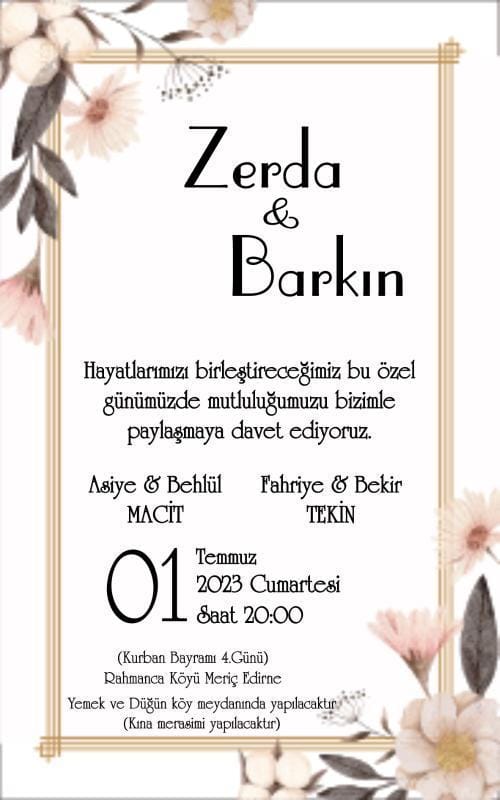 Zerda
&
Barkın
Hayatlarımızı birleştireceğimiz bu özel
günümüzde mutluluğumuzu bizimle
paylaşmaya davet ediyoruz.
Asiye & Behlül
MACİT
Fahriye & Bekir
TEKİN
01
Temmuz
2023 Cumartesi
Saat 20:00
(Kurban Bayramı 4.Günü)
Rahmanca Köyü Meriç Edirne
Yemek ve Düğün köy meydanında yapılacaktır
(Kına merasimi yapılacaktır)